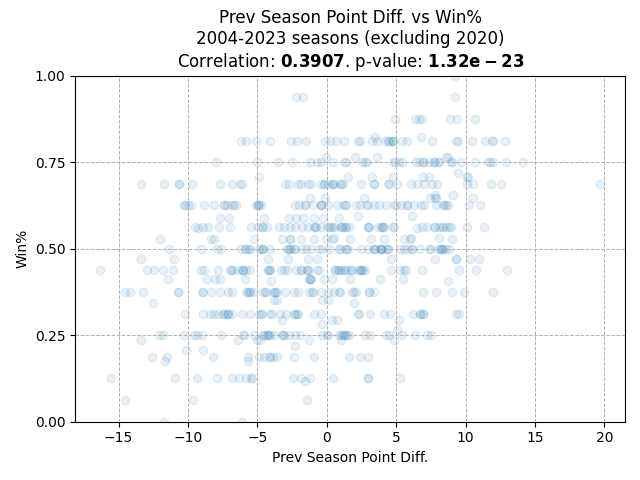 Prev Season Point Diff. vs Win%
2004-2023 seasons (excluding 2020)
Correlation: 0.3907. p-value: 1.32e − 23
1.00
0.75
0.50
0.25
0.00
Win%
−15
−10
−5
0
5
10
15
20
Prev Season Point Diff.